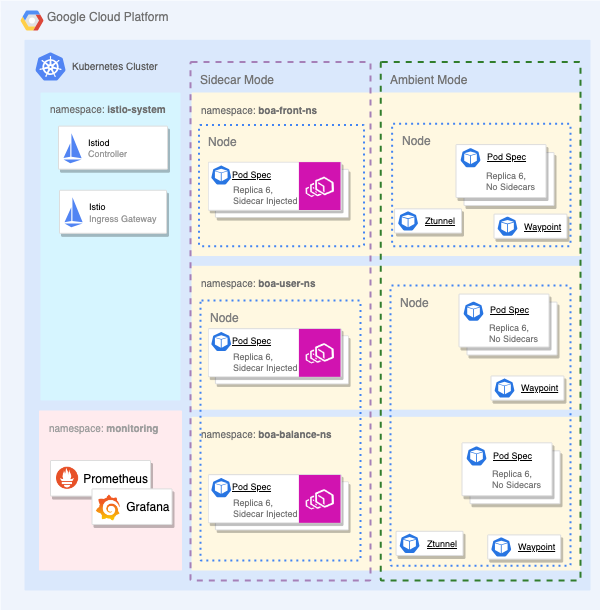 Google Cloud Platform
Kubernetes Cluster
Sidecar Mode
Ambient Mode
namespace: istio-system
Istiod
Controller
Istio
Ingress Gateway
namespace: monitoring
Prometheus
Grafana
namespace: boa-front-ns
Node
Pod Spec
Replica 6,
Sidecar Injected
Node
Pod Spec
Replica 6,
No Sidecars
Ztunnel
Waypoint
namespace: boa-user-ns
Node
Pod Spec
Replica 6,
Sidecar Injected
Node
Pod Spec
Replica 6,
No Sidecars
Waypoint
namespace: boa-balance-ns
Pod Spec
Replica 6,
Sidecar Injected
Pod Spec
Replica 6,
No Sidecars
Ztunnel
Waypoint